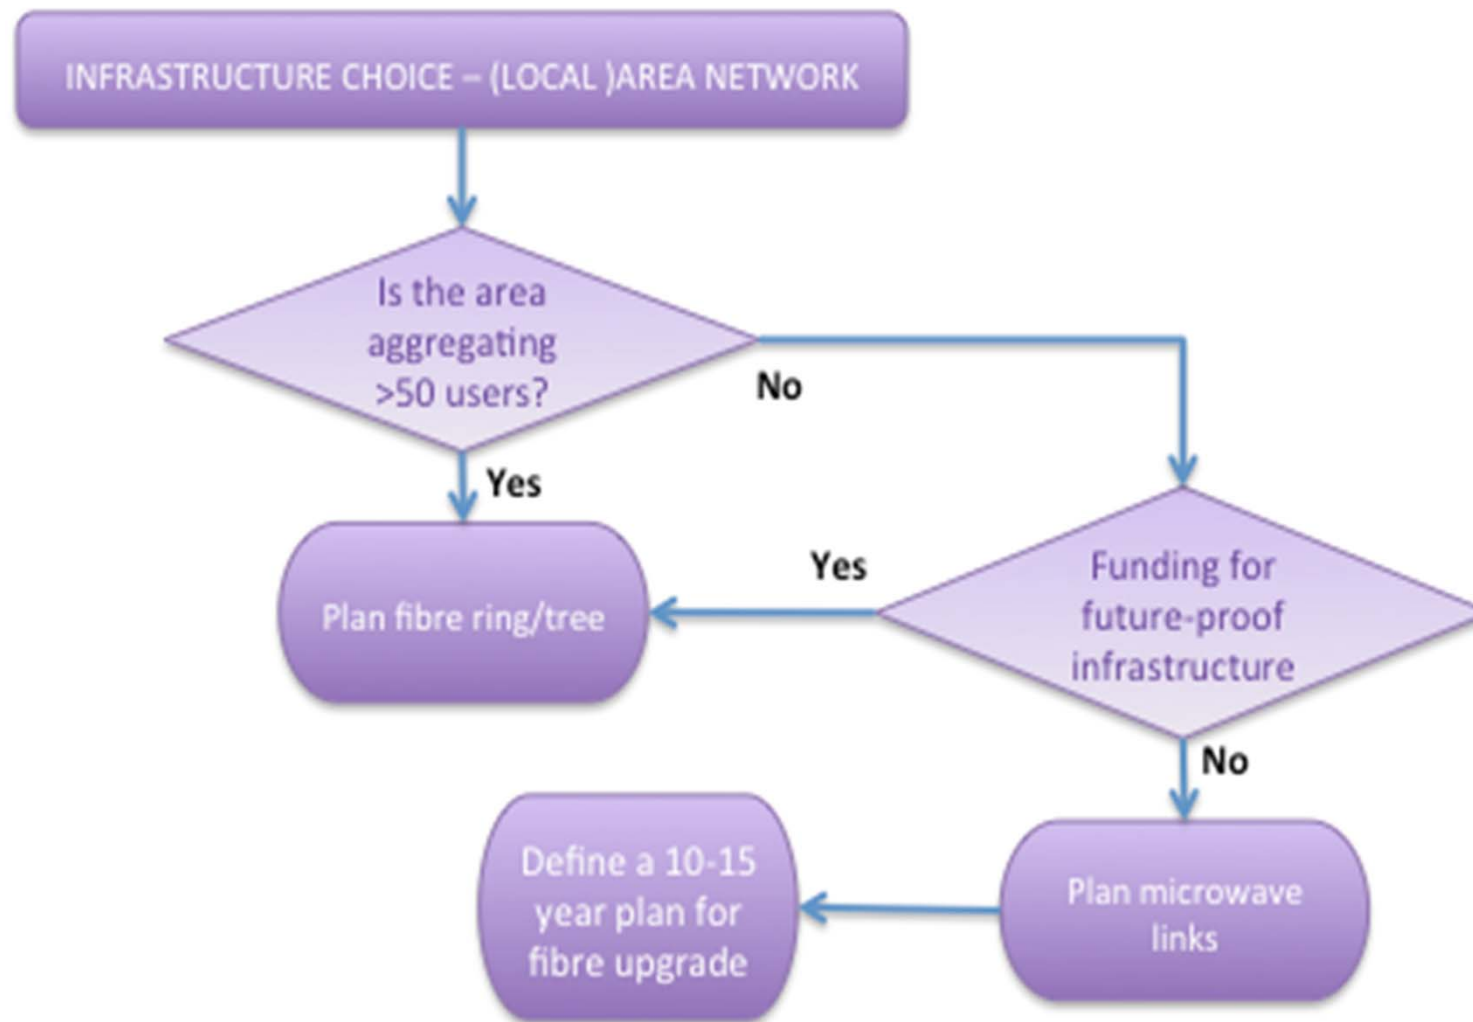 INFRASTRUCTURE CHOICE – (LOCAL )AREA NETWORK
Is the area
aggregating
>50 users?
No
Yes
Yes
Funding for
future-proof
infrastructure
Plan fibre ring/tree
No
Define a 10-15
year plan for
fibre upgrade
Plan microwave
links